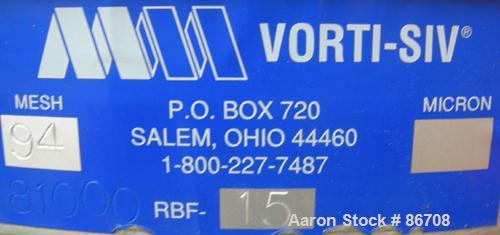 VORTI-SIV®
MESH
94
MICRON
P.O. BOX 720
SALEM, OHIO 44460
1-800-227-7487
81000
RBF- 15
Aaron Stock # 86708